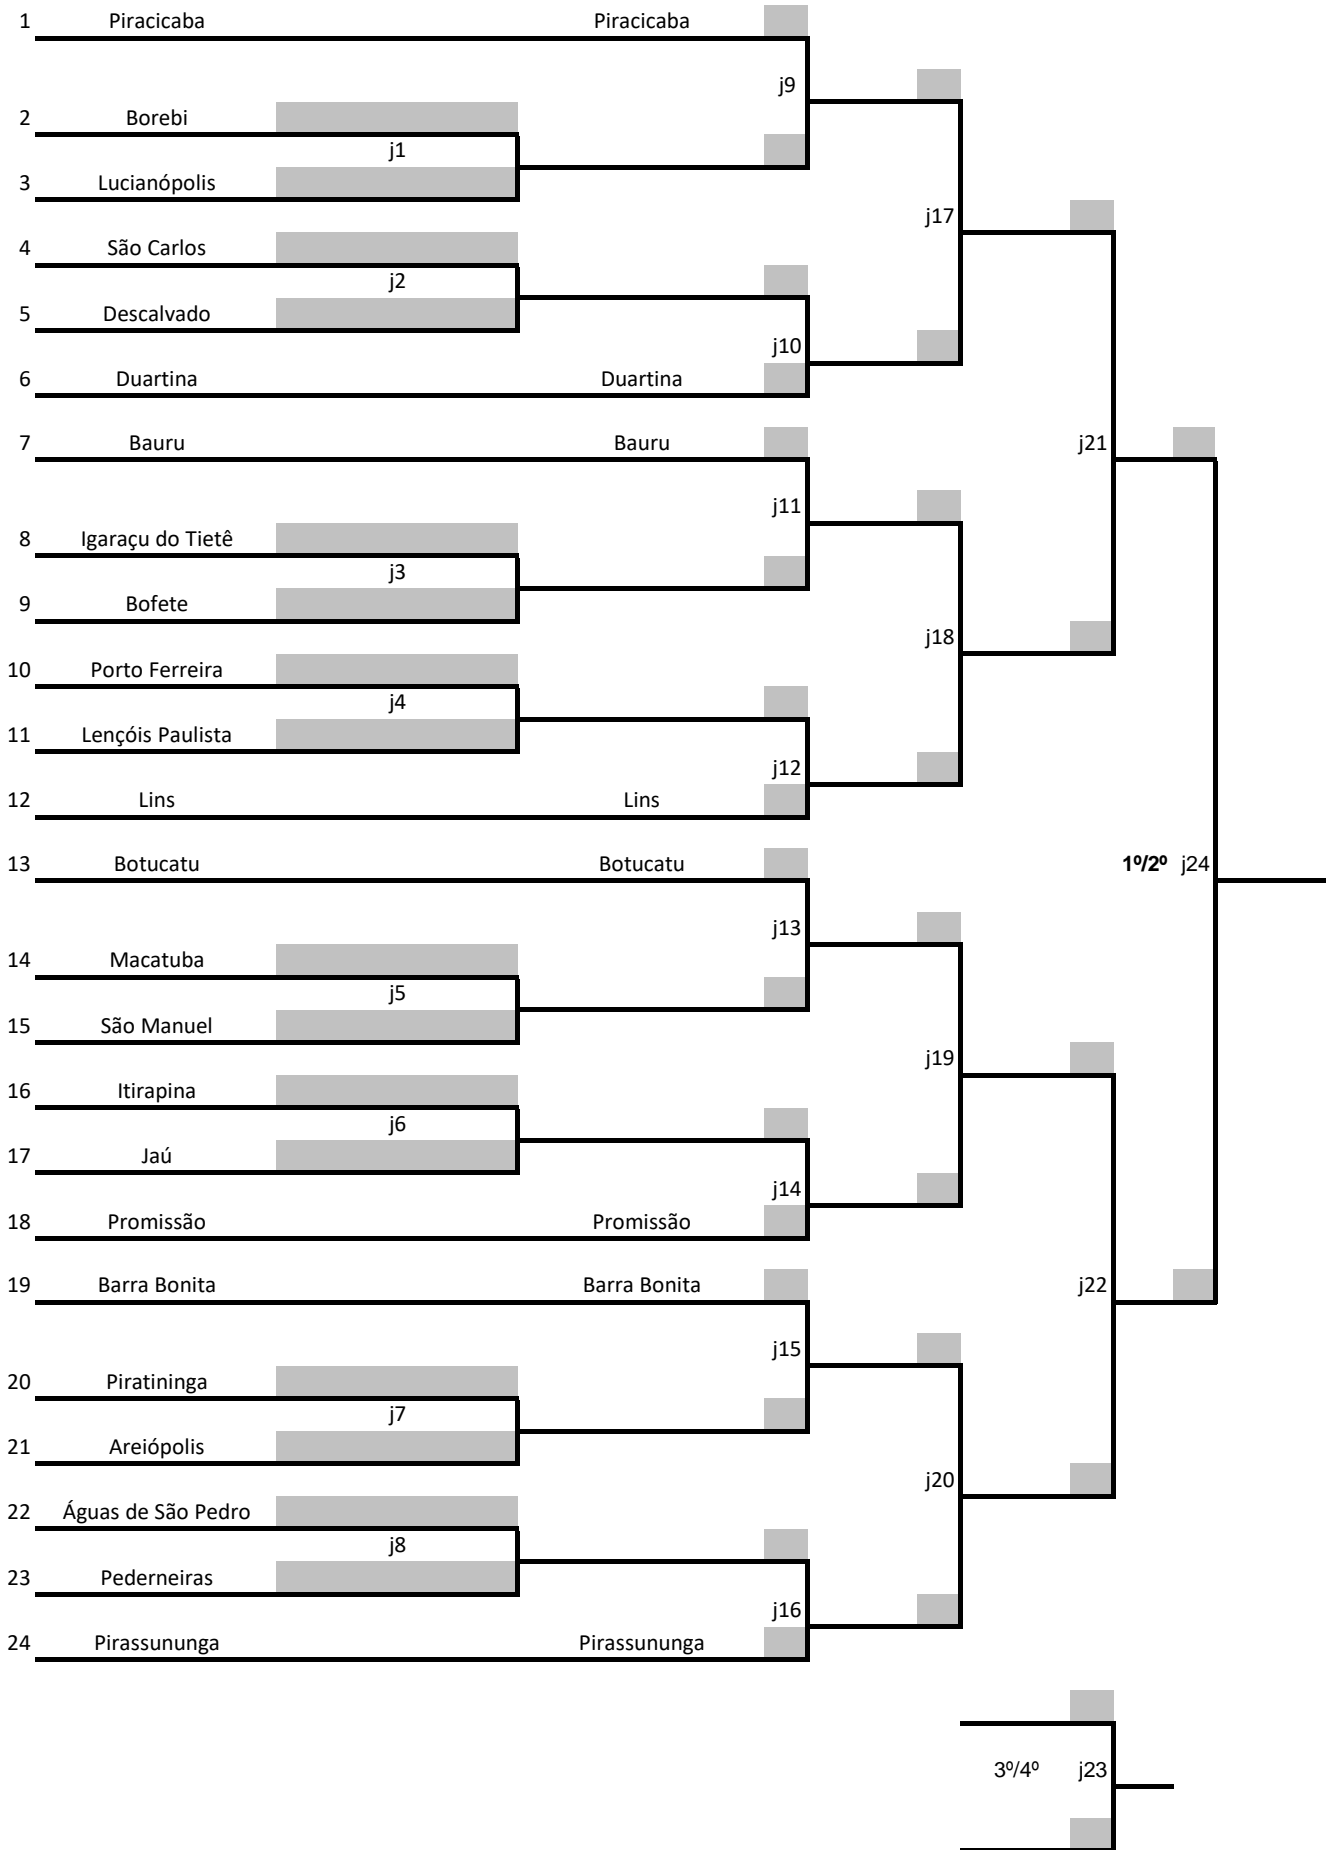 1 Piracicaba Piracicaba
j9
2 Borebi
j1
3 Lucianópolis
j17
4 São Carlos
j2
5 Descalvado
j10
6 Duartina Duartina
7 Bauru Bauru j21
j11
8 Igaraçu do Tietê
j3
9 Bofete
j18
10 Porto Ferreira
j4
11 Lençóis Paulista
j12
12 Lins Lins
13 Botucatu Botucatu 1º/2º j24
j13
14 Macatuba
j5
15 São Manuel
j19
16 Itirapina
j6
17 Jaú
j14
18 Promissão Promissão
19 Barra Bonita Barra Bonita j22
j15
20 Piratininga
j7
21 Areiópolis
j20
22 Águas de São Pedro
j8
23 Pederneiras
j16
24 Pirassununga Pirassununga
3º/4º j23